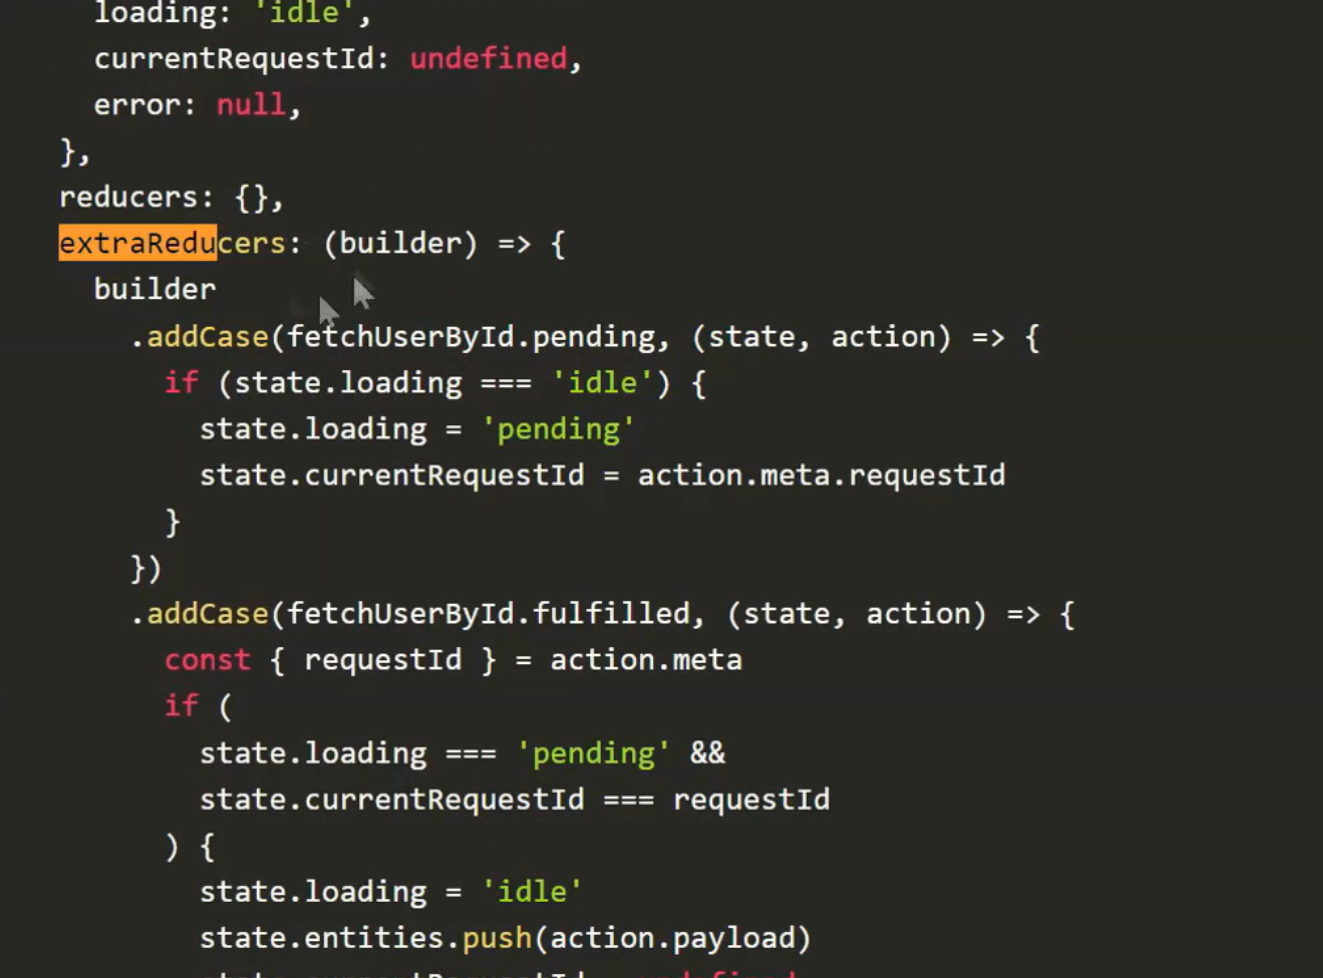 loading: 'idle',
currentRequestId: undefined,
error: null,
},
reducers: {},
extraReducers: (builder) => {
builder
.addCase(fetchUserById.pending, (state, action) => {
if (state.loading === 'idle') {
state.loading = 'pending'
state.currentRequestId = action.meta.requestId
}
})
.addCase(fetchUserById.fulfilled, (state, action) => {
const { requestId } = action.meta
if (
state.loading === 'pending' &&
state.currentRequestId === requestId
) {
state.loading = 'idle'
state.entities.push(action.payload)